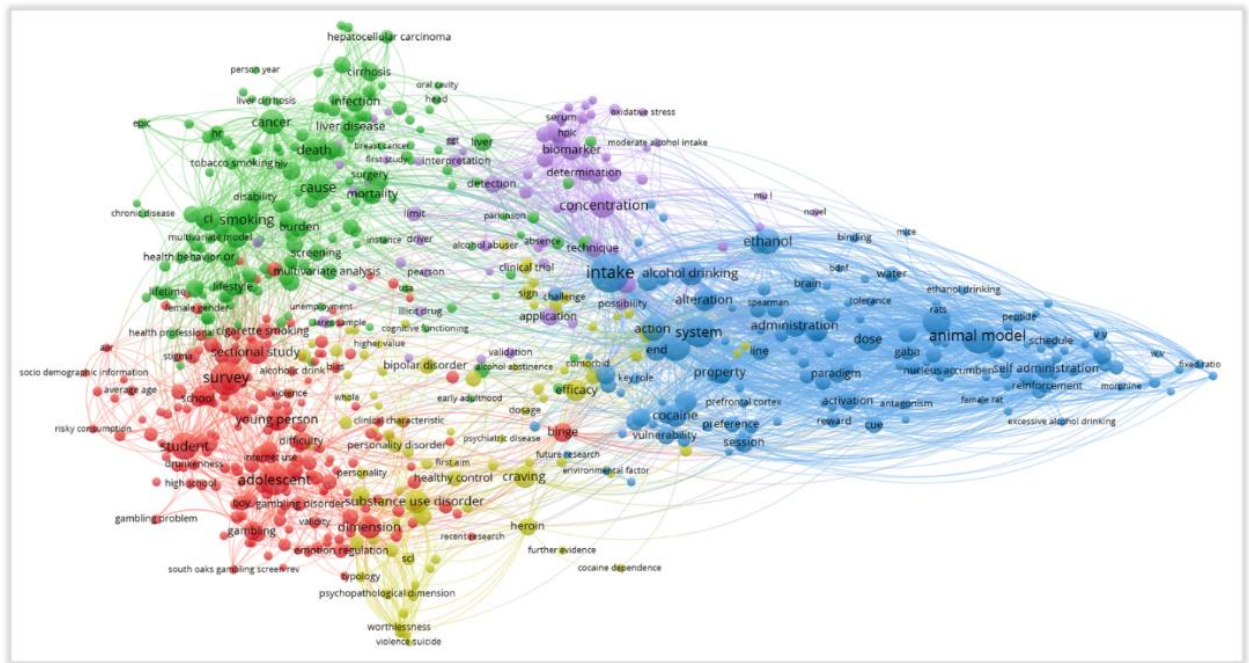 hepatocellular carcinoma
person year
cirrhosis
oral cavity
liver cirrhosis
infection
head
epic
cancer
liver disease
hr
death
breast cancer
liver
first study
interpretation
tobacco smoking
hiv
surgery
detection
cause
mortality
disability
chronic disease
ci
smoking
burden
limit
parkinson
multivariate model
instance
driver
alcohol abuser
absence
technique
health behavior
or
screening
multivariate analysis
pearson
clinical trial
lifetime
lifestyle
usa
sign
challenge
female gender
unemployment
illicit drug
possibility
large sample
application
serum
oxidative stress
hplc
biomarker
moderate alcohol intake
determination
concentration
mu l
novel
ethanol
binding
mice
intake
alcohol drinking
brain
bdnf
water
ethanol drinking
alteration
spearman
tolerance
rats
peptide
action
system
administration
animal model
v v
end
line
dose
gaba
schedule
w v
fixed ratio
key role
property
paradigm
nucleus accumben
self administration
reinforcement
morphine
prefrontal cortex
activation
antagonism
female rat
cocaine
preference
reward
cue
excessive alcohol drinking
vulnerability
session
health professional
cigarette smoking
cognitive functioning
higher value
stigma
sectional study
validation
comorbid
alcoholic drink
bias
bipolar disorder
alcohol abstinence
socio demographic information
survey
efficacy
average age
school
violence
whole
early adulthood
dosage
risky consumption
young person
clinical characteristic
binge
student
difficulty
personality disorder
psychiatric disease
drunkenness
internet use
first aim
future research
high school
adolescent
personality
healthy control
craving
environmental factor
boy
gambling disorder
substance use disorder
gambling problem
validity
gambling
dimension
heroin
recent research
emotion regulation
scl
further evidence
south oaks gambling screen rev
typology
cocaine dependence
psychopathological dimension
worthlessness
violence suicide